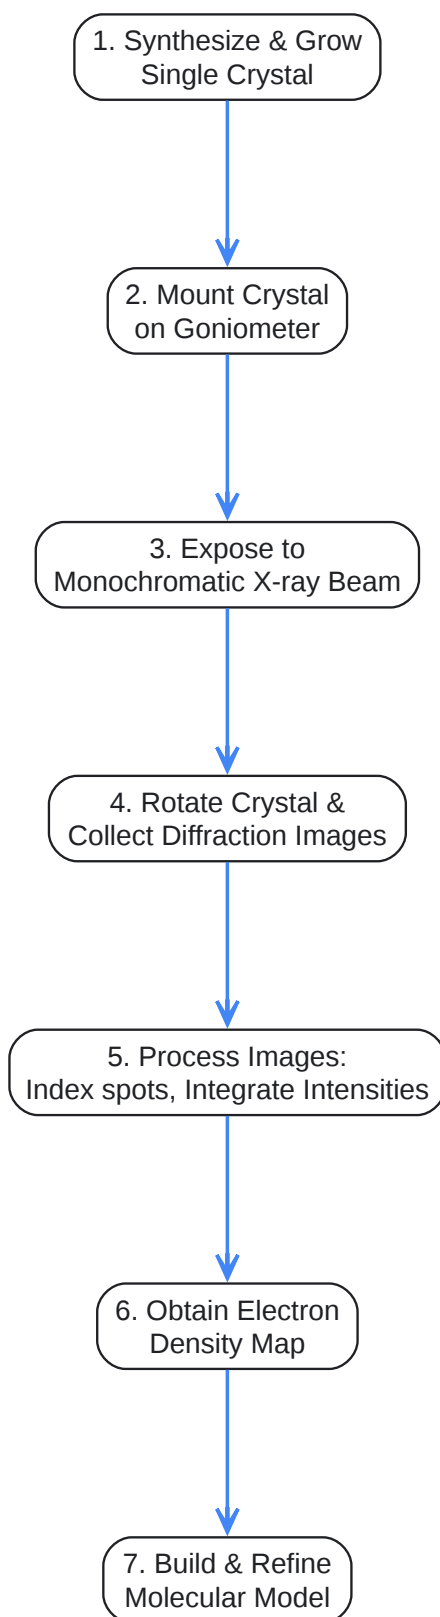 1. Synthesize & Grow
Single Crystal
2. Mount Crystal
on Goniometer
3. Expose to
Monochromatic X-ray Beam
4. Rotate Crystal &
Collect Diffraction Images
5. Process Images:
Index spots, Integrate Intensities
6. Obtain Electron
Density Map
7. Build & Refine
Molecular Model